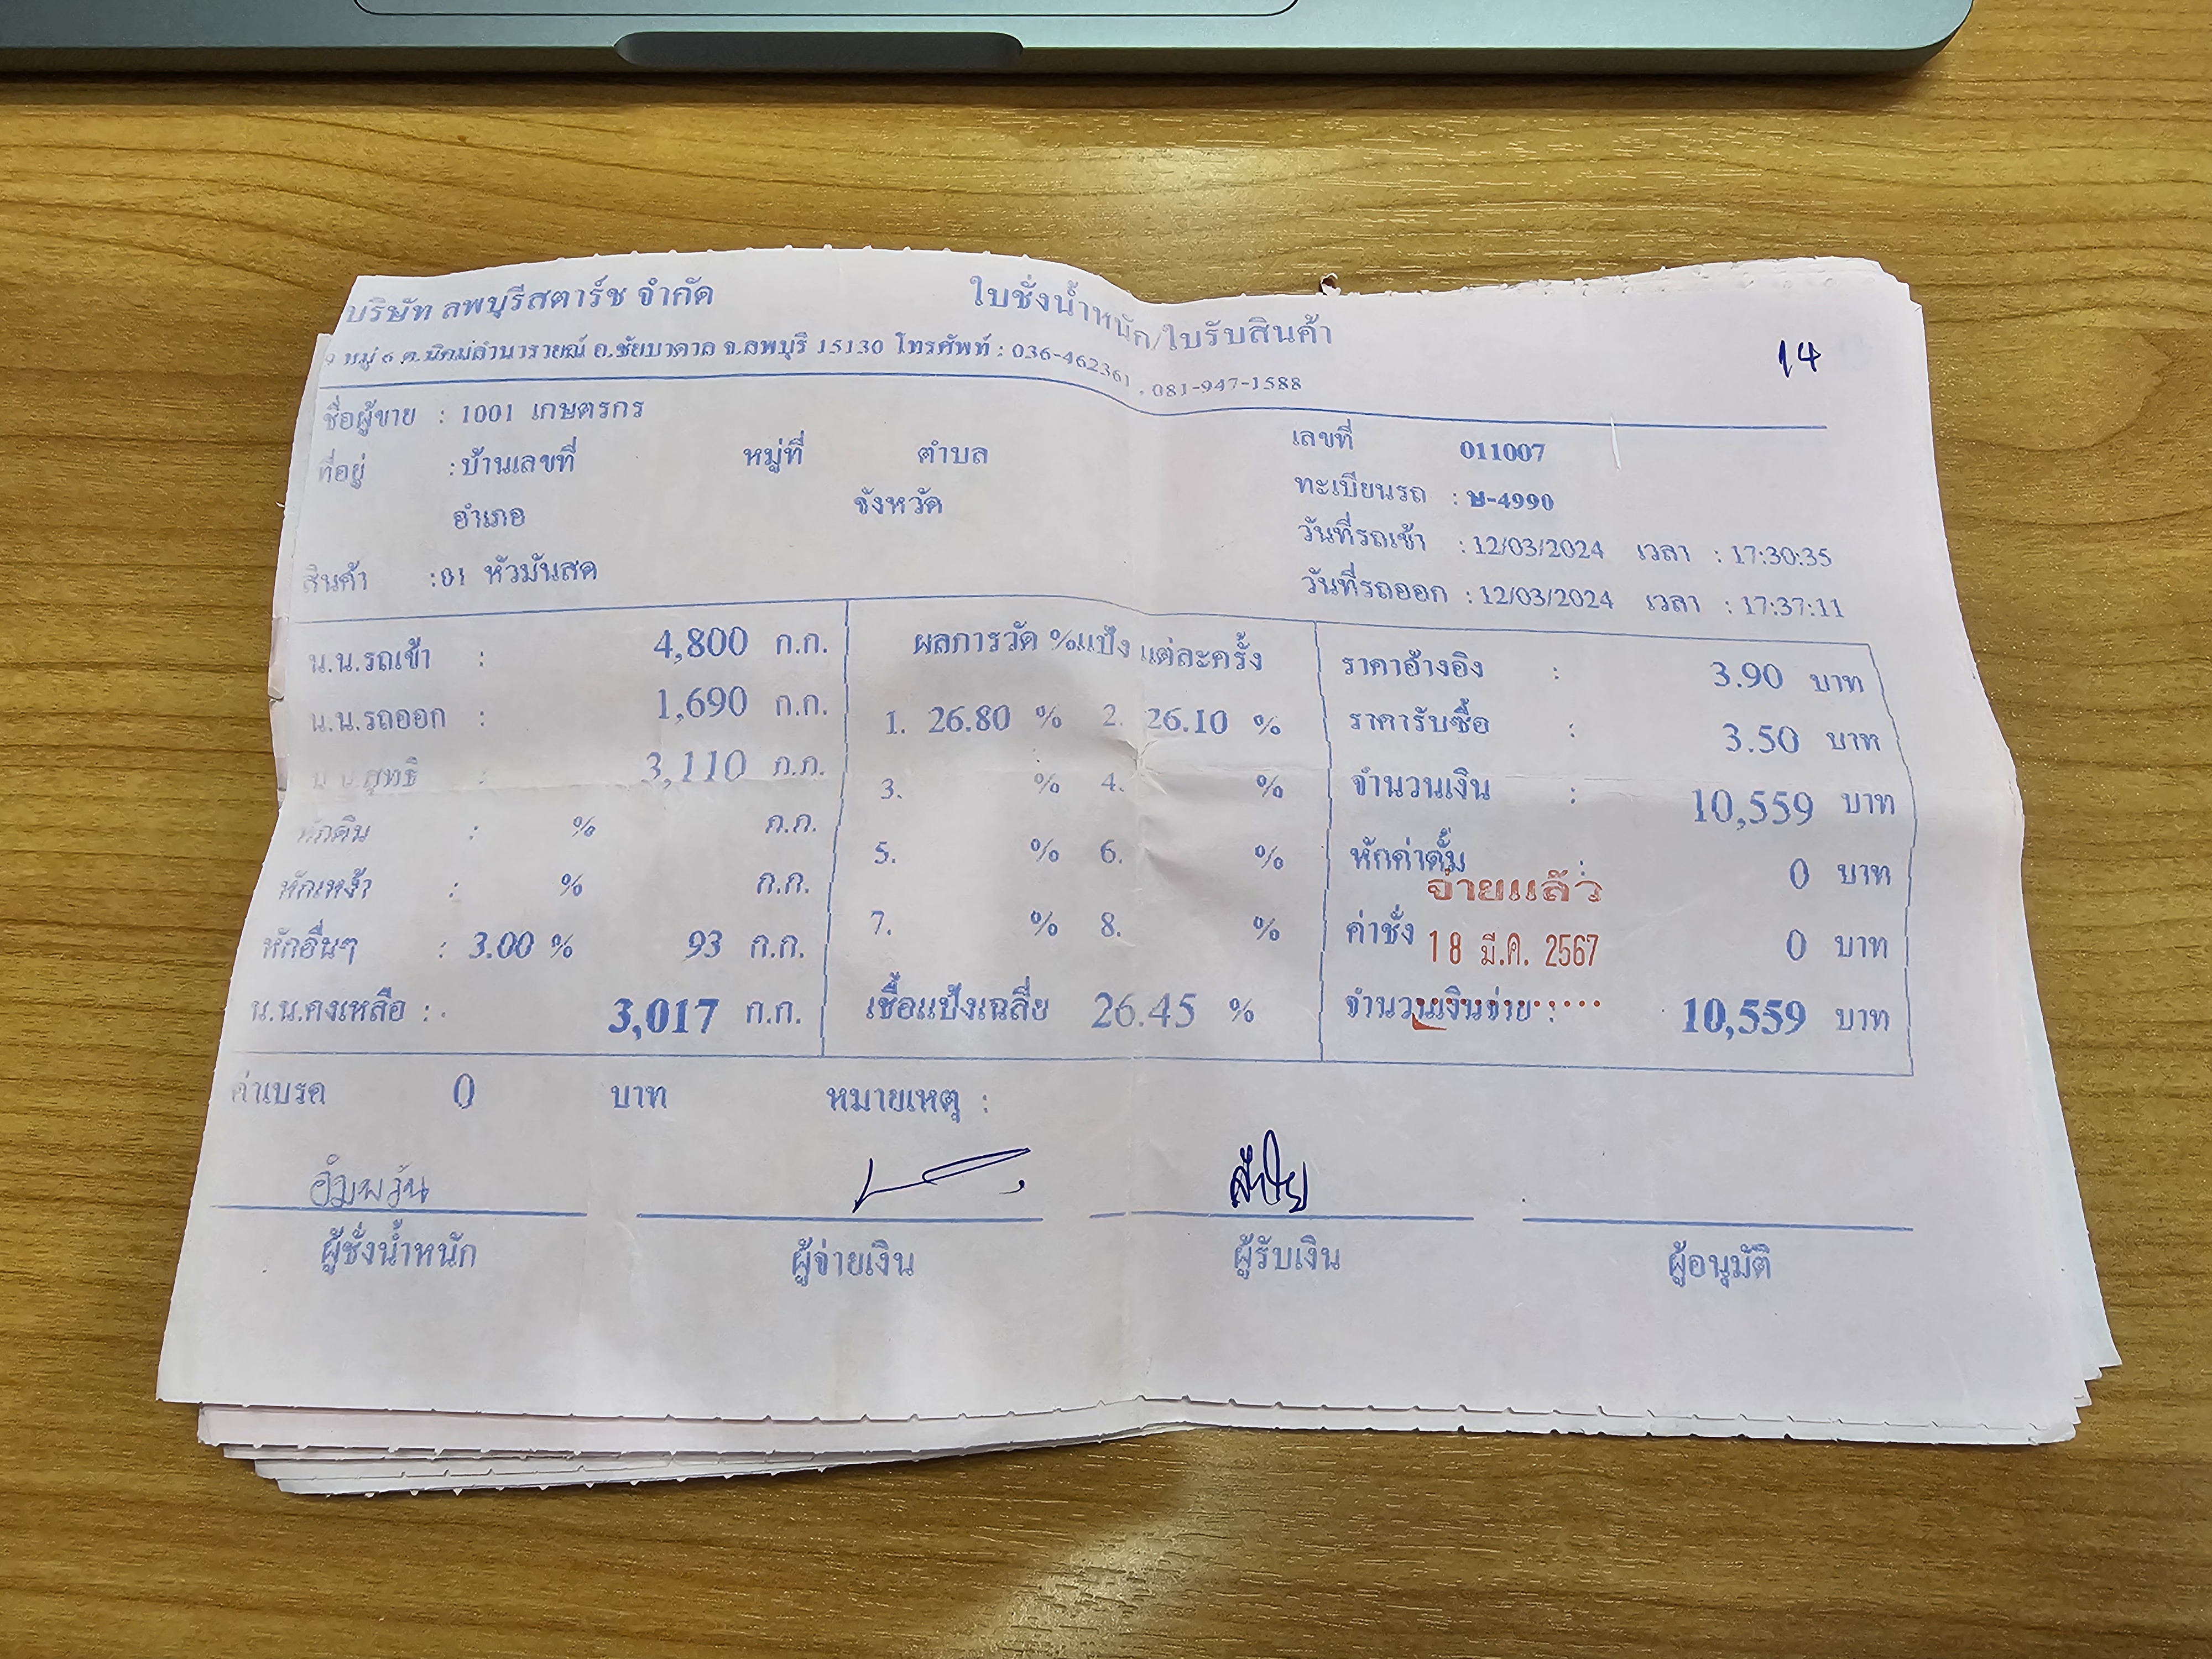 บริษัท ลพบุรีสตาร์ช จำกัด ใบชั่งน้ำหนัก/ใบรับสินค้า
หมู่ 6 ต.นิคมลำนารายณ์ อ.ชัยบาดาล จ.ลพบุรี 15130 โทรศัพท์ : 036-462361 , 081-947-1588
14
ชื่อผู้ขาย : 1001 เกษตรกร
เลขที่ 011007
ที่อยู่ : บ้านเลขที่ หมู่ที่ ตำบล
ทะเบียนรถ : ษ-4990
อำเภอ จังหวัด
วันที่รถเข้า : 12/03/2024 เวลา : 17:30:35
สินค้า :01 หัวมันสด
วันที่รถออก : 12/03/2024 เวลา : 17:37:11
น.น.รถเข้า : 4,800 ก.ก.
น.น.รถออก : 1,690 ก.ก.
น.น.สุทธิ : 3,110 ก.ก.
หักดิน : % ก.ก.
หักเหง้า : % ก.ก.
หักอื่นๆ : 3.00 % 93 ก.ก.
น.น.คงเหลือ : 3,017 ก.ก.
ผลการวัด %แป้ง แต่ละครั้ง
1. 26.80 % 2. 26.10 %
3. % 4. %
5. % 6. %
7. % 8. %
เชื้อแป้งเฉลี่ย 26.45 %
ราคาอ้างอิง : 3.90 บาท
ราคารับซื้อ : 3.50 บาท
จำนวนเงิน : 10,559 บาท
หักค่าดั้ม : 0 บาท
จ่ายแล้ว
ค่าชั่ง 0 บาท
18 มี.ค. 2567
จำนวนเงินจ่าย : 10,559 บาท
ค่าเบรค 0 บาท หมายเหตุ :
อัมพวัน
ผู้ชั่งน้ำหนัก ผู้จ่ายเงิน ผู้รับเงิน ผู้อนุมัติ